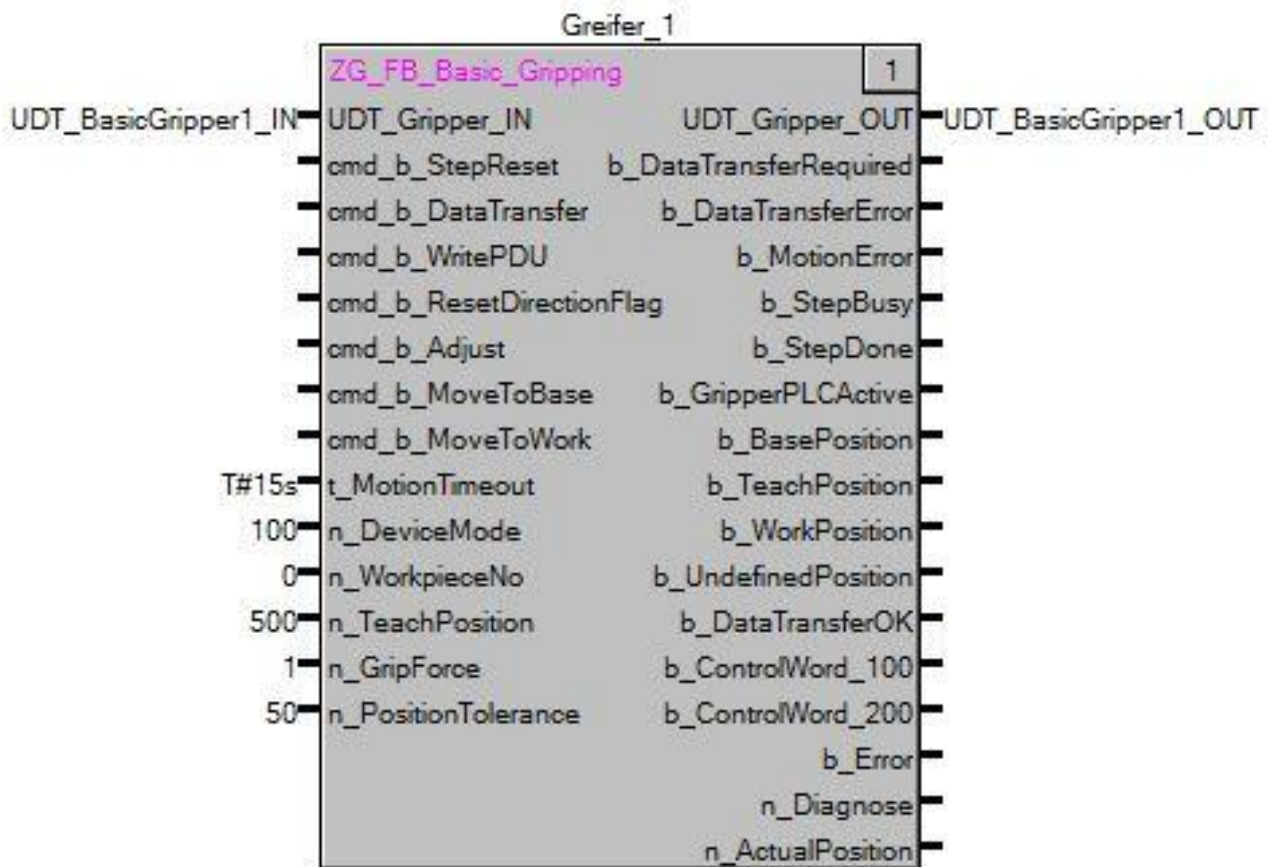 Greifer_1
ZG_FB_Basic_Gripping 1
UDT_BasicGripper1_IN UDT_Gripper_IN UDT_Gripper_OUT UDT_BasicGripper1_OUT
cmd_b_StepReset b_DataTransferRequired
cmd_b_DataTransfer b_DataTransferError
cmd_b_WritePDU b_MotionError
cmd_b_ResetDirectionFlag b_StepBusy
cmd_b_Adjust b_StepDone
cmd_b_MoveToBase b_GripperPLCActive
cmd_b_MoveToWork b_BasePosition
T#15s t_MotionTimeout b_TeachPosition
100 n_DeviceMode b_WorkPosition
0 n_WorkpieceNo b_UndefinedPosition
500 n_TeachPosition b_DataTransferOK
1 n_GripForce b_ControlWord_100
50 n_PositionTolerance b_ControlWord_200
b_Error
n_Diagnose
n_ActualPosition